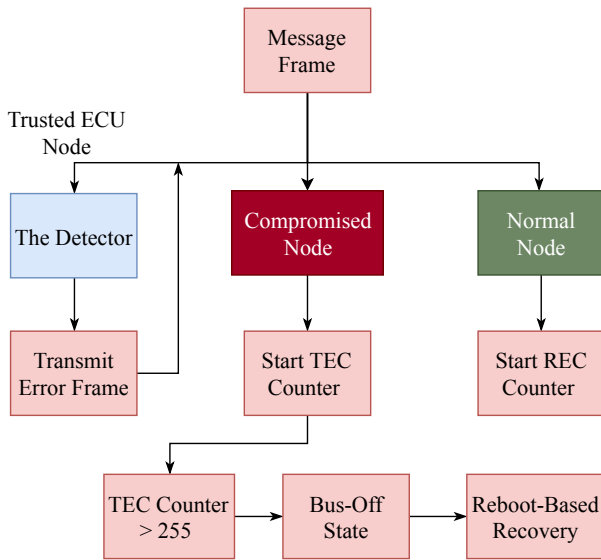 Message
Frame
Trusted ECU
Node
The Detector
Compromised
Node
Normal
Node
Transmit
Error Frame
Start TEC
Counter
Start REC
Counter
TEC Counter
> 255
Bus-Off
State
Reboot-Based
Recovery